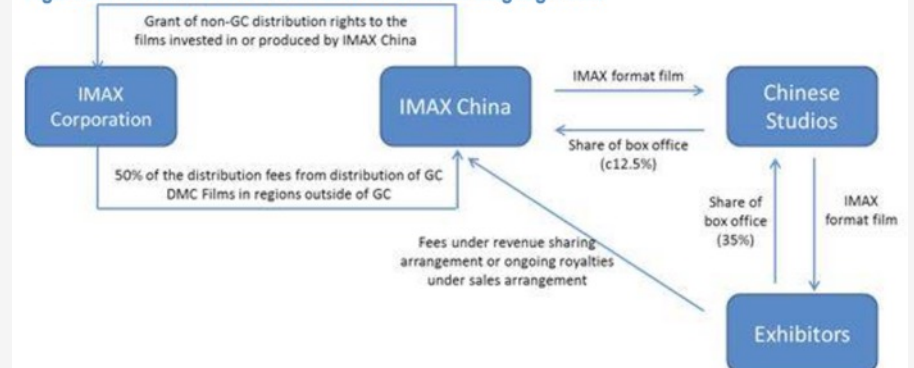 Grant of non-GC distribution rights to the
films invested in or produced by IMAX China
IMAX
Corporation
IMAX China
IMAX format film
Chinese
Studios
Share of box office
(c12.5%)
50% of the distribution fees from distribution of GC
DMC Films in regions outside of GC
Share of
box office
(35%)
IMAX
format film
Fees under revenue sharing
arrangement or ongoing royalties
under sales arrangement
Exhibitors